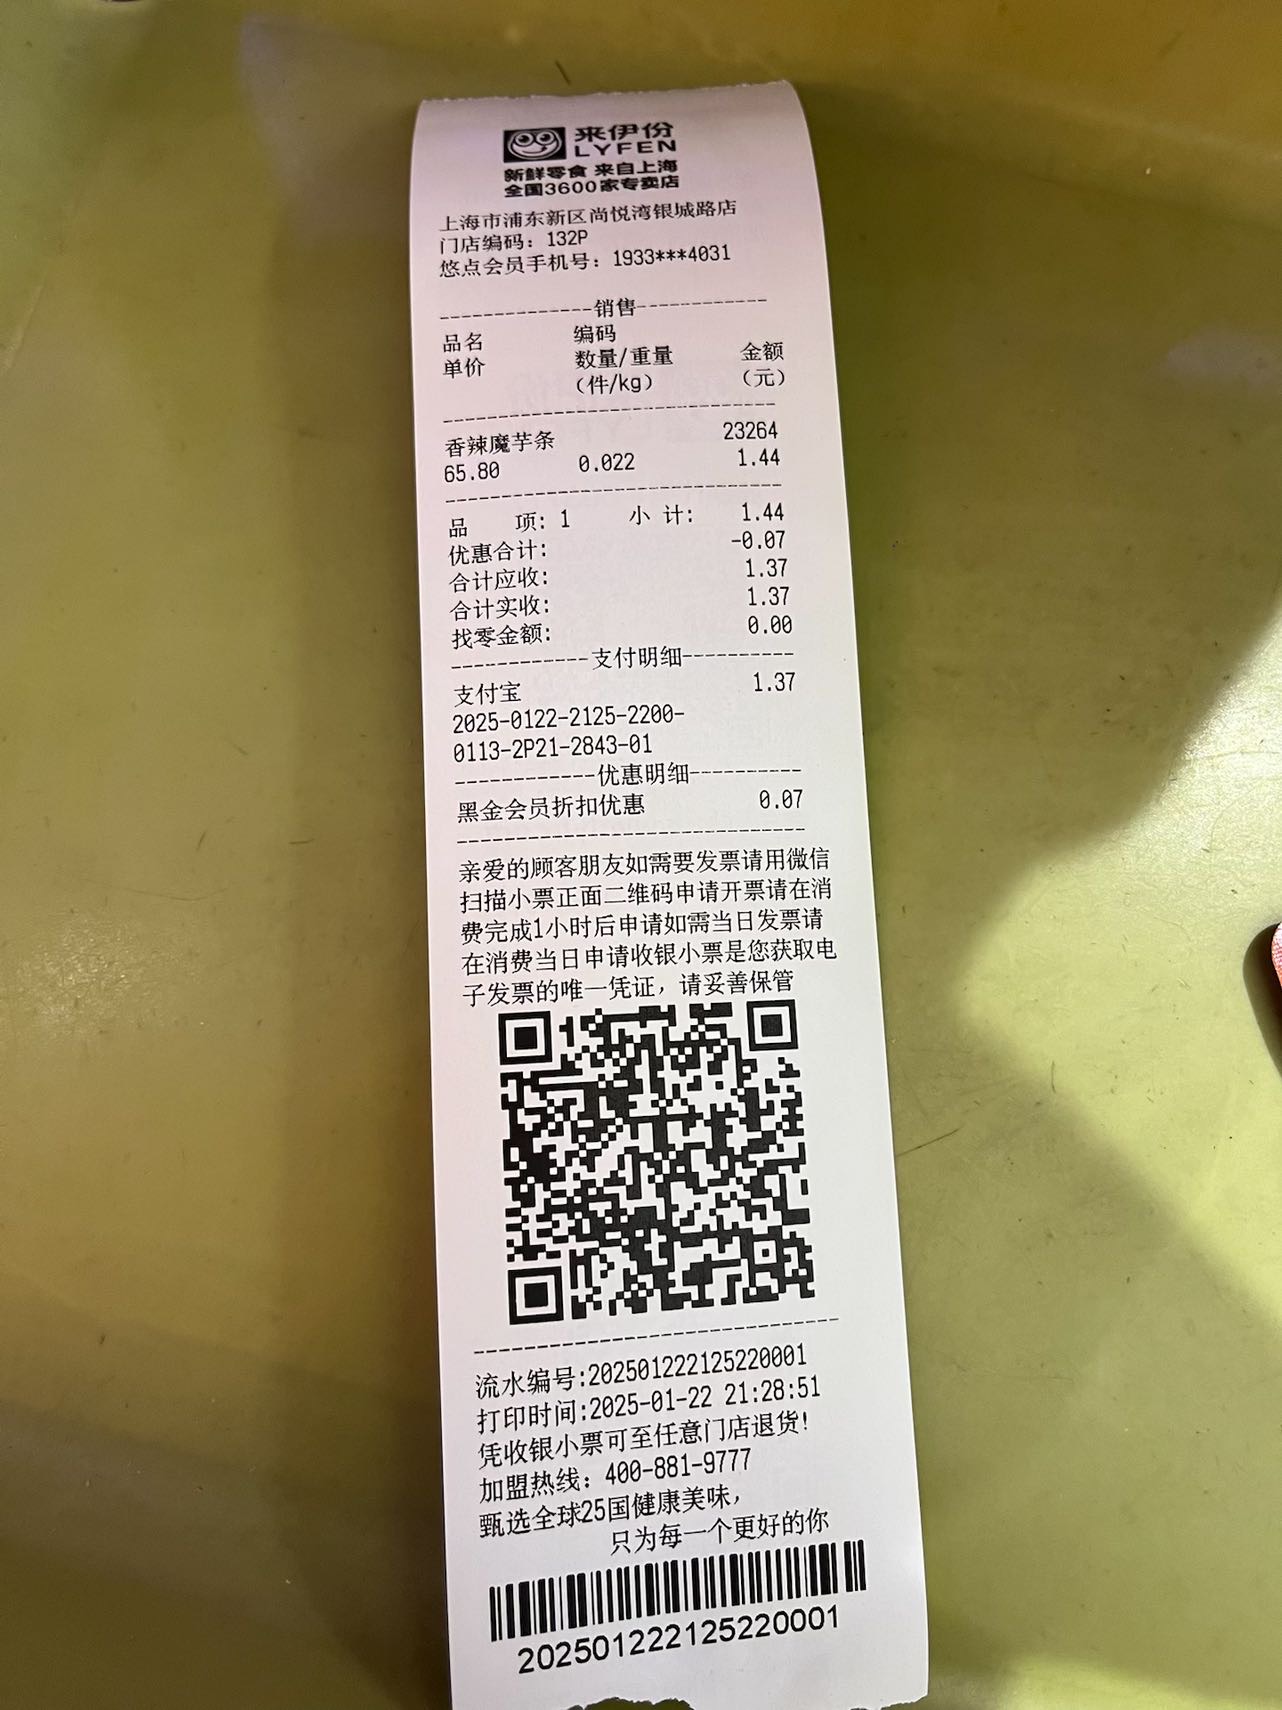 来伊份
LYFEN
新鲜零食 来自上海
全国3600家专卖店
上海市浦东新区尚悦湾银城路店
门店编码：132P
悠点会员手机号：1933***4031
-------------销售-------------
品名 编码
单价 数量/重量 金额
（件/kg） （元）
香辣魔芋条 23264
65.80 0.022 1.44
品 项：1 小 计： 1.44
优惠合计： -0.07
合计应收： 1.37
合计实收： 1.37
找零金额： 0.00
------------支付明细----------
支付宝 1.37
2025-0122-2125-2200-
0113-2P21-2843-01
------------优惠明细----------
黑金会员折扣优惠 0.07
亲爱的顾客朋友如需要发票请用微信
扫描小票正面二维码申请开票请在消
费完成1小时后申请如需当日发票请
在消费当日申请收银小票是您获取电
子发票的唯一凭证，请妥善保管
流水编号:202501222125220001
打印时间:2025-01-22 21:28:51
凭收银小票可至任意门店退货！
加盟热线：400-881-9777
甄选全球25国健康美味，
只为每一个更好的你
202501222125220001